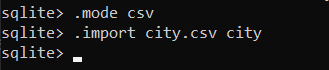 sqlite> .mode csv
sqlite> .import city.csv city
sqlite>